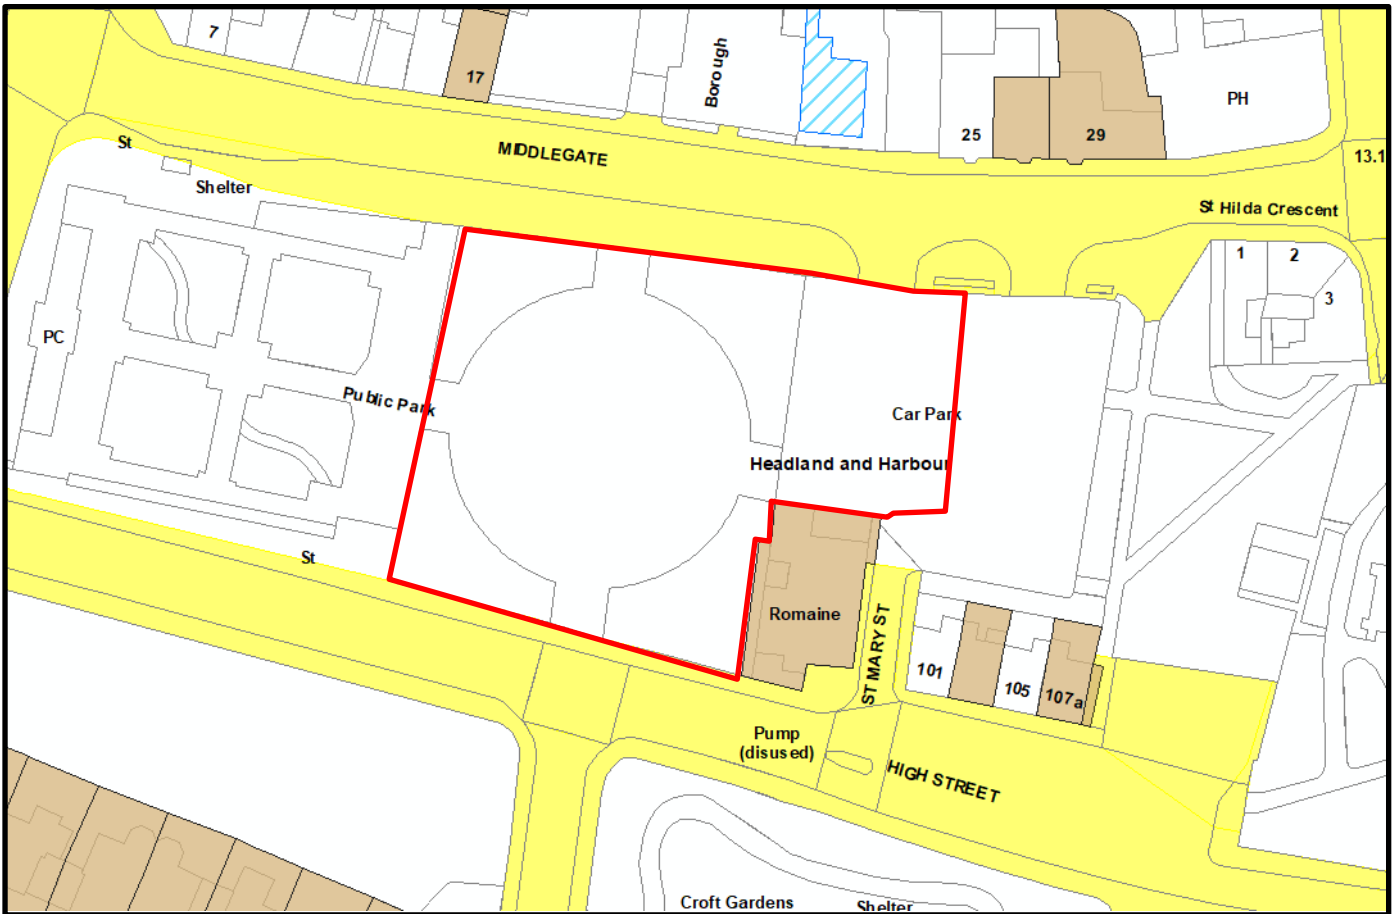 7
17
Borough
25
29
PH
13.1
St
MIDDLEGATE
Shelter
St Hilda Crescent
1
2
3
PC
Public Park
Car Park
Headland and Harbour
St
Romaine
ST MARY ST
101
105
107a
Pump
(disused)
HIGH STREET
Croft Gardens
Shelter